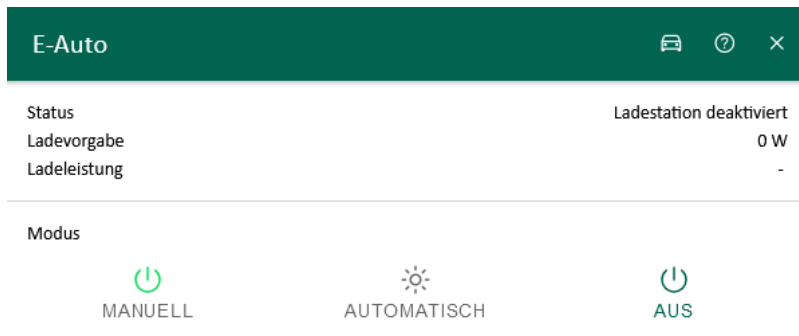 E-Auto
Status Ladestation deaktiviert
Ladevorgabe 0 W
Ladeleistung -
Modus
MANUELL AUTOMATISCH AUS